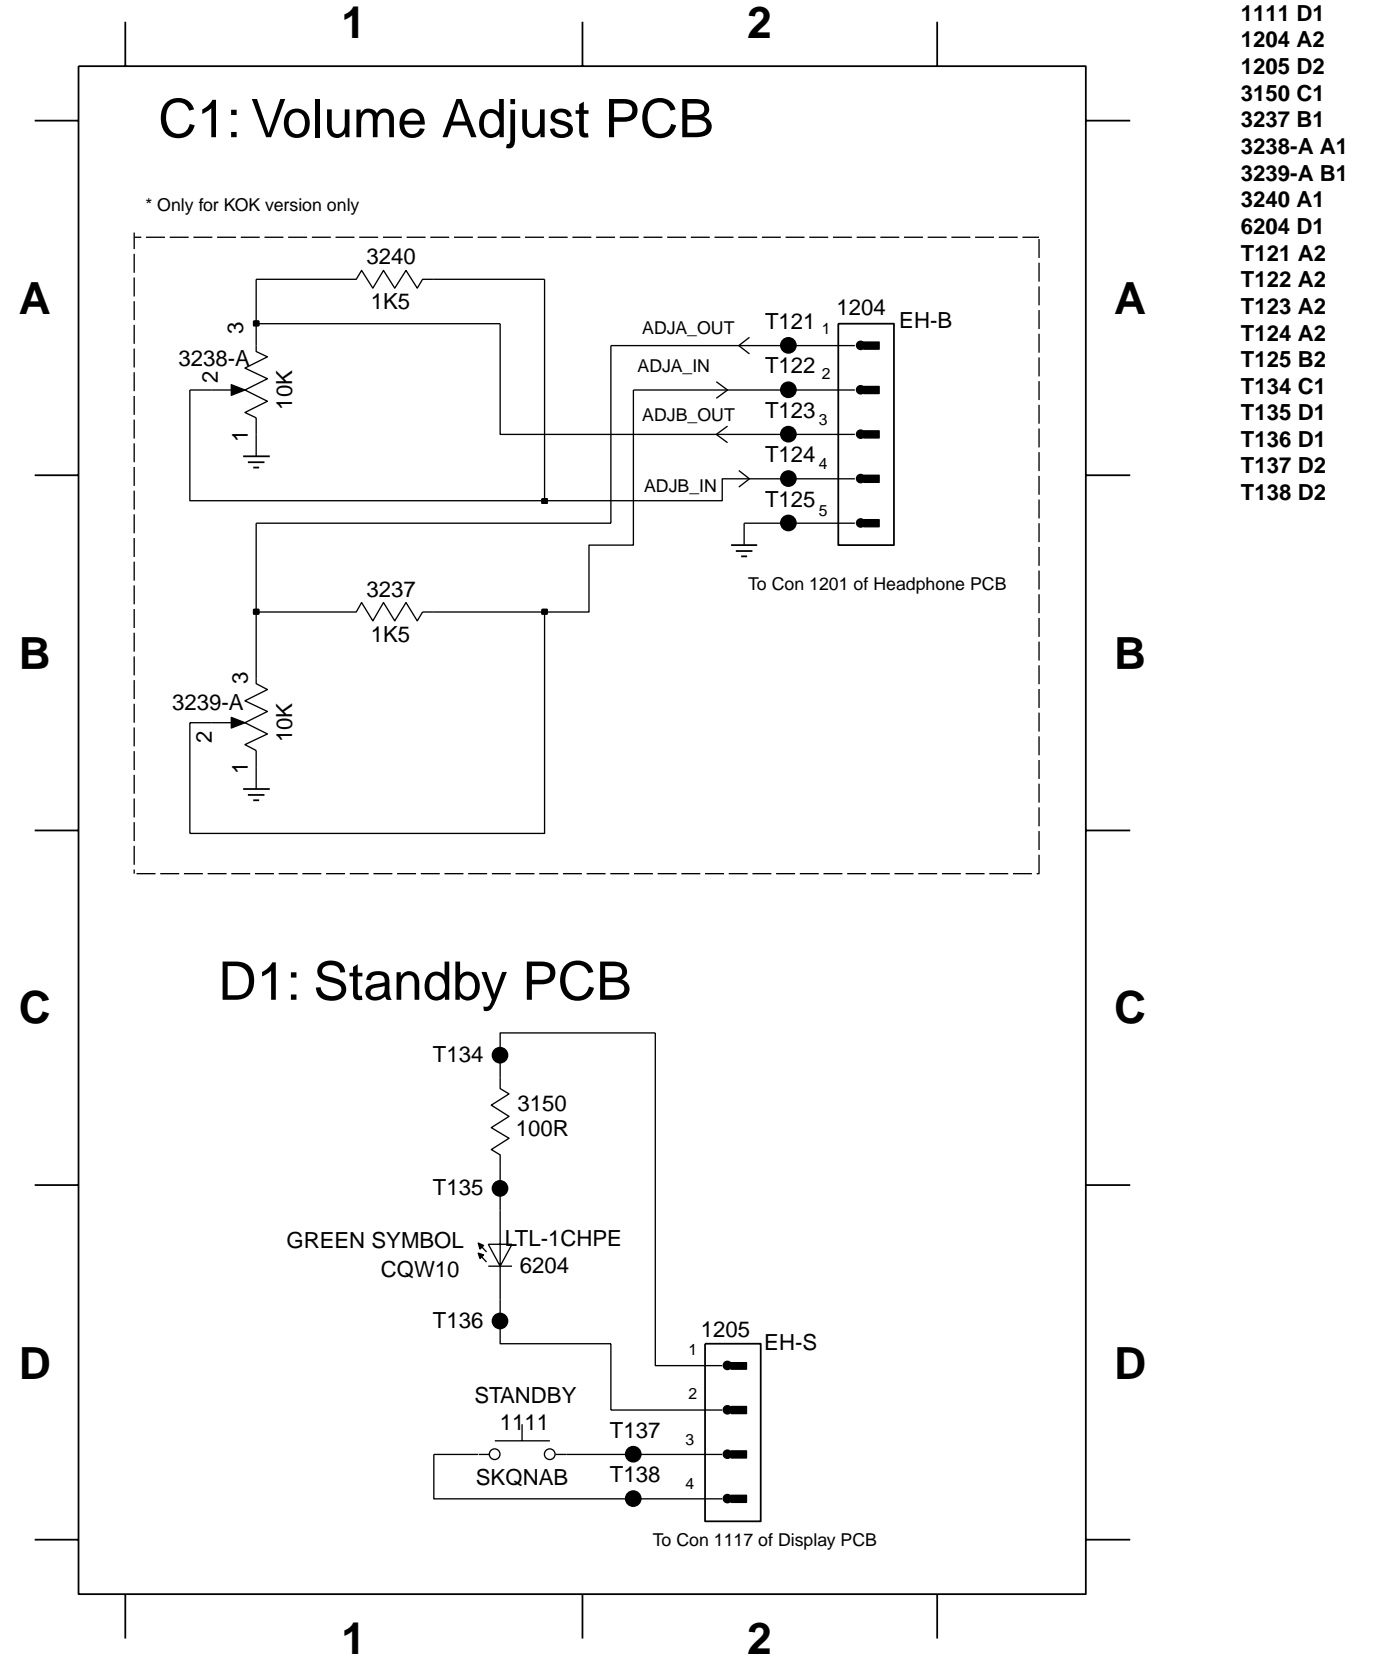 1 2
C1: Volume Adjust PCB
* Only for KOK version only
A A
3240
1K5
3
3238-A
2
10K
1
1204
EH-B
ADJA_OUT T121 1
ADJA_IN T122 2
ADJB_OUT T123 3
ADJB_IN T124 4
T125 5
To Con 1201 of Headphone PCB
B B
3237
1K5
3
3239-A
2
10K
1
C C
D1: Standby PCB
T134
3150
100R
T135
GREEN SYMBOL LTL-1CHPE
CQW10 6204
T136
D D
1205
EH-S
1
2
STANDBY
1111
T137 3
SKQNAB T138 4
To Con 1117 of Display PCB
1 2
1111 D1
1204 A2
1205 D2
3150 C1
3237 B1
3238-A A1
3239-A B1
3240 A1
6204 D1
T121 A2
T122 A2
T123 A2
T124 A2
T125 B2
T134 C1
T135 D1
T136 D1
T137 D2
T138 D2